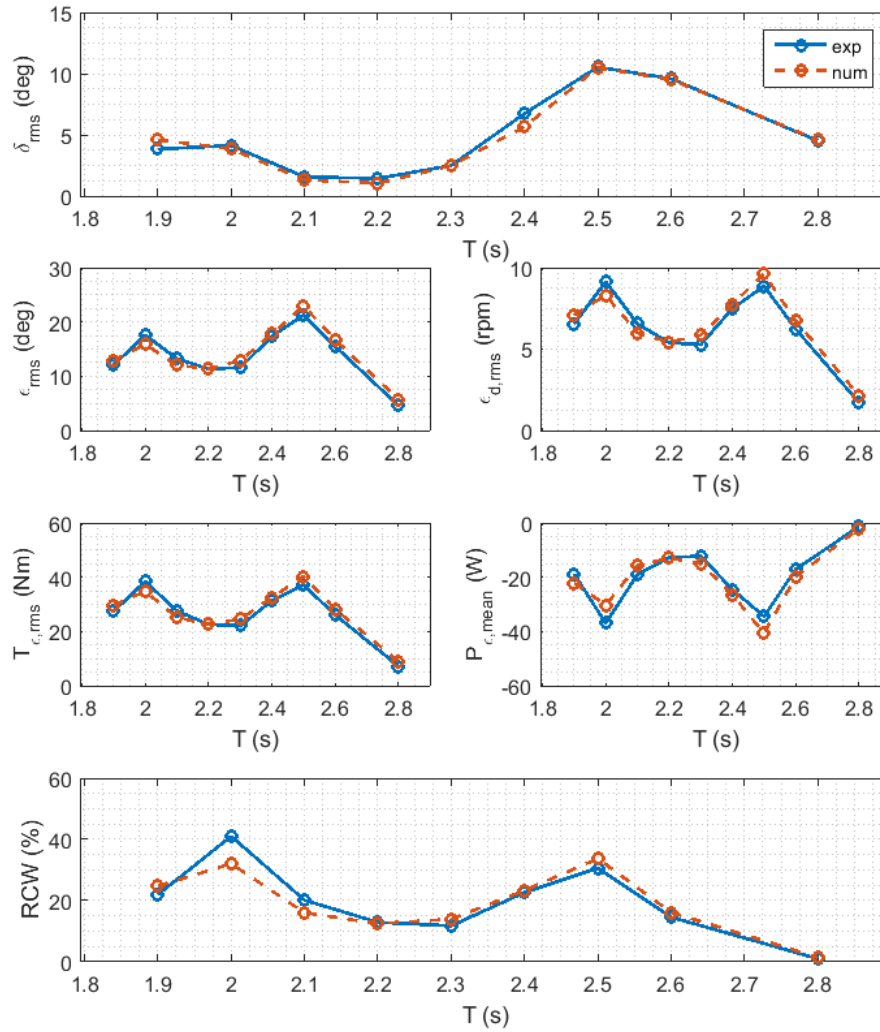 15
10
5
0
δrms (deg)
exp
num
1.8 1.9 2 2.1 2.2 2.3 2.4 2.5 2.6 2.7 2.8
T (s)
30
20
10
0
ϵrms (deg)
1.8 2 2.2 2.4 2.6 2.8
T (s)
10
5
0
ϵd,rms (rpm)
1.8 2 2.2 2.4 2.6 2.8
T (s)
60
40
20
0
Tϵ,rms (Nm)
1.8 2 2.2 2.4 2.6 2.8
T (s)
0
-20
-40
-60
Pϵ,mean (W)
1.8 2 2.2 2.4 2.6 2.8
T (s)
60
40
20
0
RCW (%)
1.8 1.9 2 2.1 2.2 2.3 2.4 2.5 2.6 2.7 2.8
T (s)